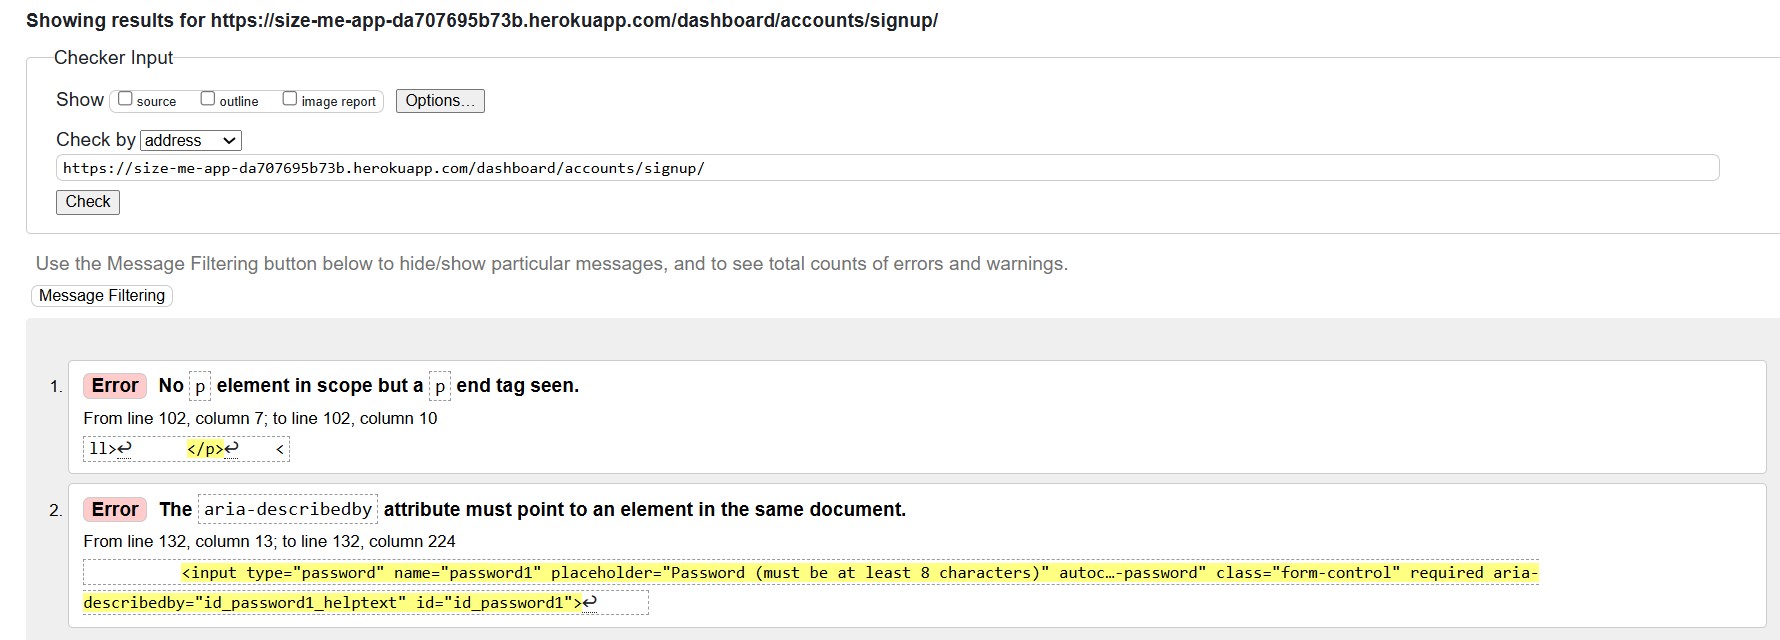 Showing results for https://size-me-app-da707695b73b.herokuapp.com/dashboard/accounts/signup/
Checker Input
Show source outline image report Options...
Check by address
https://size-me-app-da707695b73b.herokuapp.com/dashboard/accounts/signup/
Check
Use the Message Filtering button below to hide/show particular messages, and to see total counts of errors and warnings.
Message Filtering
1. Error No p element in scope but a p end tag seen.
From line 102, column 7; to line 102, column 10
ll>↩ </p>↩ <
2. Error The aria-describedby attribute must point to an element in the same document.
From line 132, column 13; to line 132, column 224
<input type="password" name="password1" placeholder="Password (must be at least 8 characters)" autoc…-password" class="form-control" required aria-
describedby="id_password1_helptext" id="id_password1">↩